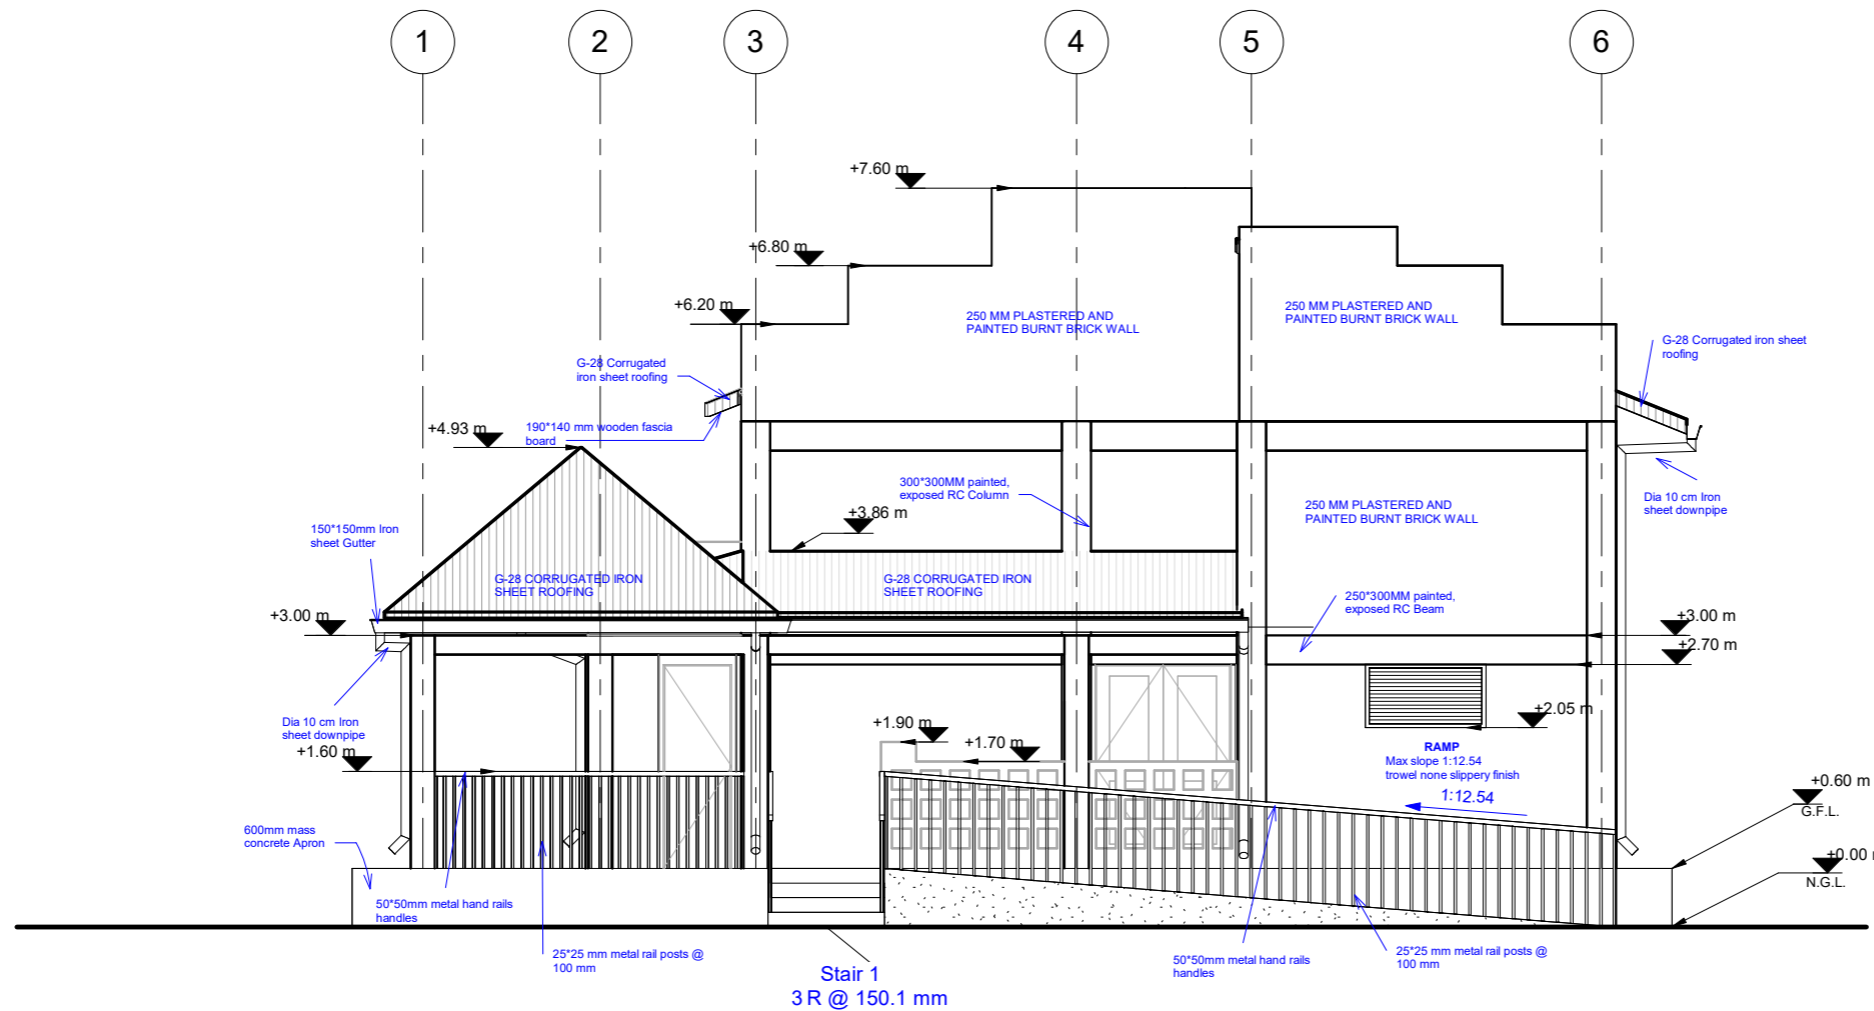 1
2
3
4
5
6
+7.60 m
+6.80 m
+6.20 m
250 MM PLASTERED AND
PAINTED BURNT BRICK WALL
250 MM PLASTERED AND
PAINTED BURNT BRICK WALL
G-28 Corrugated iron sheet
roofing
G-28 Corrugated
iron sheet roofing
+4.93 m
190*140 mm wooden fascia
board
300*300MM painted,
exposed RC Column
+3.86 m
250 MM PLASTERED AND
PAINTED BURNT BRICK WALL
Dia 10 cm Iron
sheet downpipe
150*150mm Iron
sheet Gutter
G-28 CORRUGATED IRON
SHEET ROOFING
G-28 CORRUGATED IRON
SHEET ROOFING
250*300MM painted,
exposed RC Beam
+3.00 m
+3.00 m
+2.70 m
Dia 10 cm Iron
sheet downpipe
+1.90 m
+2.05 m
+1.60 m
+1.70 m
RAMP
Max slope 1:12.54
trowel none slippery finish
1:12.54
+0.60 m
G.F.L.
600mm mass
concrete Apron
+0.00
N.G.L.
50*50mm metal hand rails
handles
25*25 mm metal rail posts @
100 mm
50*50mm metal hand rails
handles
25*25 mm metal rail posts @
100 mm
Stair 1
3 R @ 150.1 mm